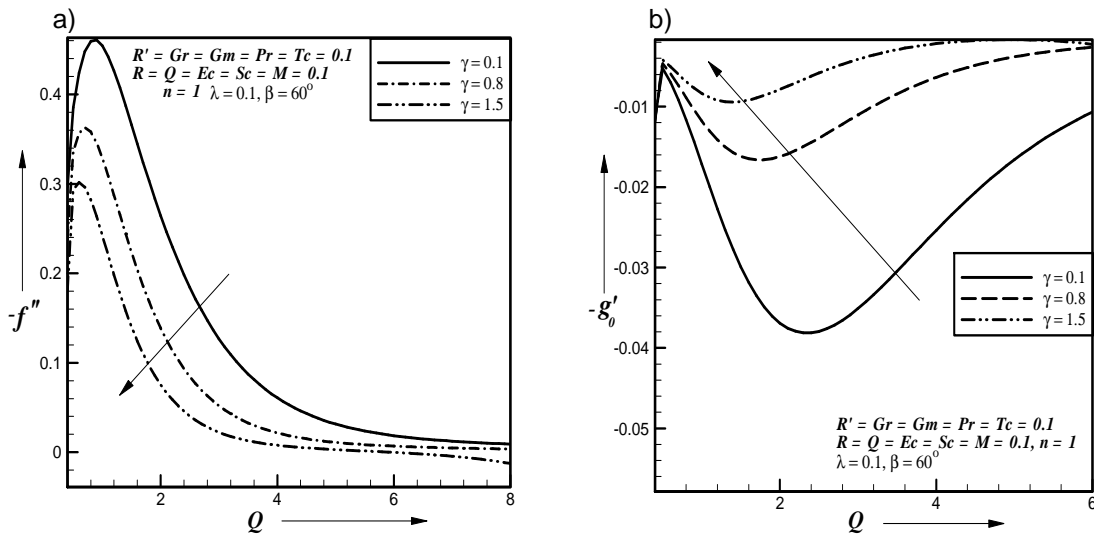 a)
R' = Gr = Gm = Pr = Tc = 0.1
R = Q = Ec = Sc = M = 0.1
n = 1 λ = 0.1, β = 60°
γ = 0.1
γ = 0.8
γ = 1.5
0.4
0.3
0.2
0.1
0
-f''
2
4
6
8
Q
b)
-0.01
-0.02
-0.03
-0.04
-0.05
-g'₀
γ = 0.1
γ = 0.8
γ = 1.5
R' = Gr = Gm = Pr = Tc = 0.1
R = Q = Ec = Sc = M = 0.1, n = 1
λ = 0.1, β = 60°
2
4
6
Q